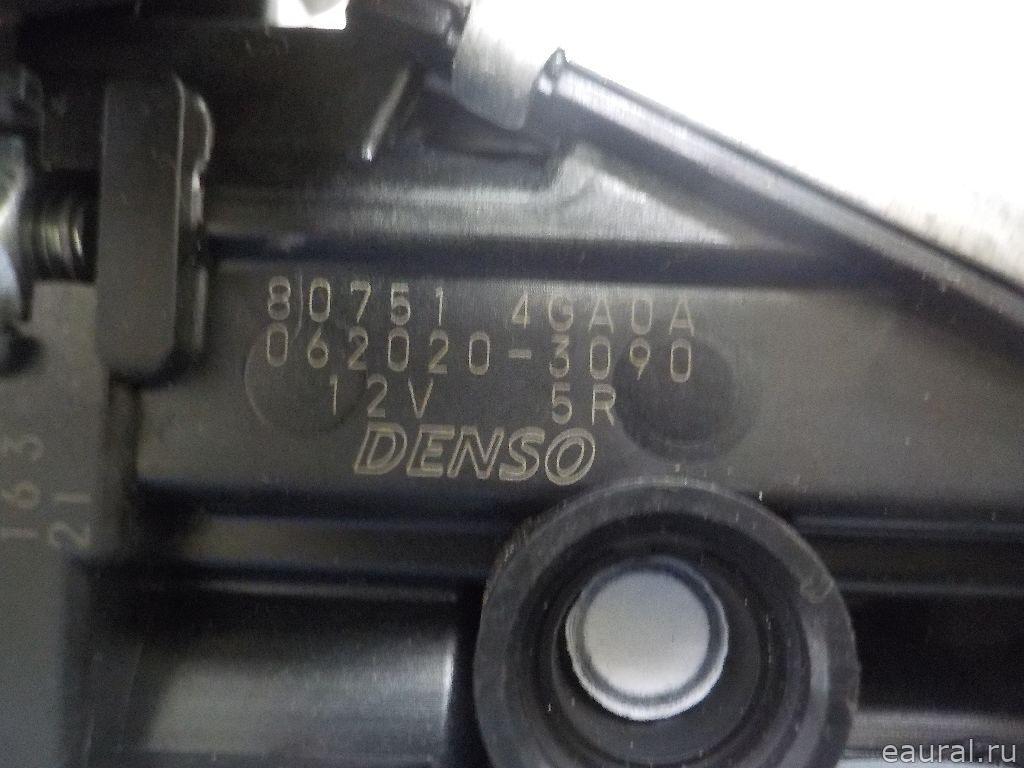 80751 4GA0A
062020-3090
12V 5R
DENSO
163
21
eaural.ru